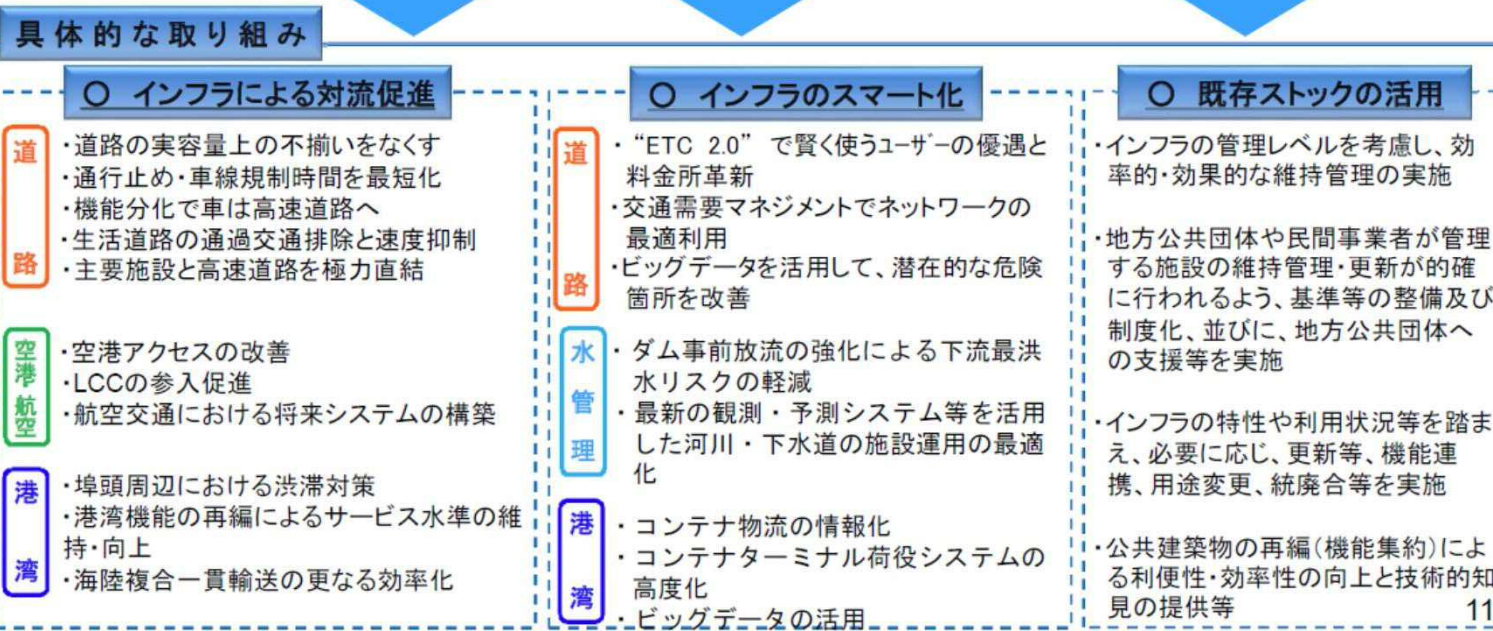 具体的な取り組み
○ インフラによる対流促進
道路
・道路の実容量上の不揃いをなくす
・通行止め・車線規制時間を最短化
・機能分化で車は高速道路へ
・生活道路の通過交通排除と速度抑制
・主要施設と高速道路を極力直結
空港 航空
・空港アクセスの改善
・LCCの参入促進
・航空交通における将来システムの構築
港湾
・埠頭周辺における渋滞対策
・港湾機能の再編によるサービス水準の維
持・向上
・海陸複合一貫輸送の更なる効率化
○ インフラのスマート化
道路
・“ETC 2.0”で賢く使うユーザーの優遇と
料金所革新
・交通需要マネジメントでネットワークの
最適利用
・ビッグデータを活用して、潜在的な危険
箇所を改善
水管理
・ダム事前放流の強化による下流最洪
水リスクの軽減
・最新の観測・予測システム等を活用
した河川・下水道の施設運用の最適
化
港湾
・コンテナ物流の情報化
・コンテナターミナル荷役システムの
高度化
・ビッグデータの活用
○ 既存ストックの活用
・インフラの管理レベルを考慮し、効
率的・効果的な維持管理の実施
・地方公共団体や民間事業者が管理
する施設の維持管理・更新が的確
に行われるよう、基準等の整備及び
制度化、並びに、地方公共団体へ
の支援等を実施
・インフラの特性や利用状況等を踏ま
え、必要に応じ、更新等、機能連
携、用途変更、統廃合等を実施
・公共建築物の再編(機能集約)によ
る利便性・効率性の向上と技術的知
見の提供等
11